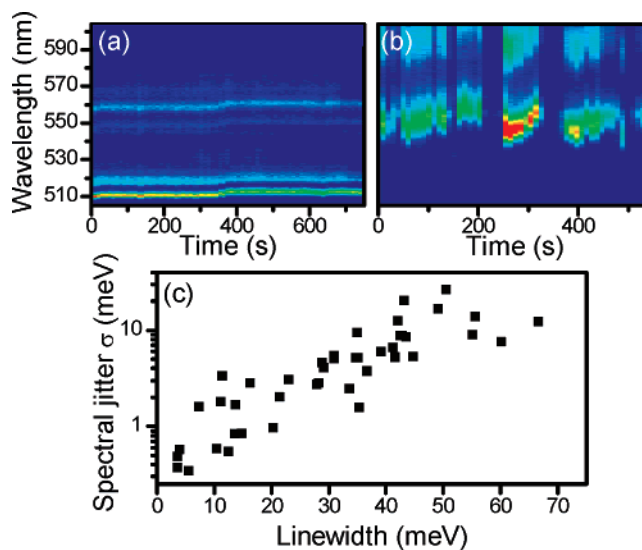 (a)
(b)
Wavelength (nm)
590
570
550
530
510
0 200 400 600
0 200 400
Time (s)
Time (s)
(c)
Spectral jitter σ (meV)
10
1
0 10 20 30 40 50 60 70
Linewidth (meV)